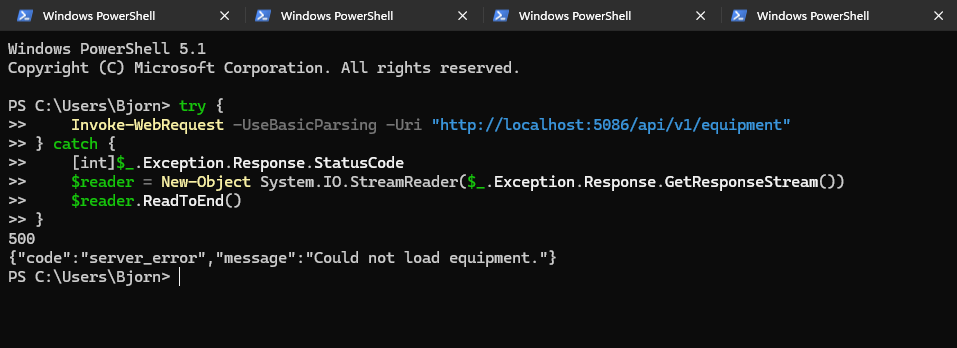 Windows PowerShell
Windows PowerShell
Windows PowerShell
Windows PowerShell
Windows PowerShell 5.1
Copyright (C) Microsoft Corporation. All rights reserved.
PS C:\Users\Bjorn> try {
>>     Invoke-WebRequest -UseBasicParsing -Uri "http://localhost:5086/api/v1/equipment"
>> } catch {
>>     [int]$_.Exception.Response.StatusCode
>>     $reader = New-Object System.IO.StreamReader($_.Exception.Response.GetResponseStream())
>>     $reader.ReadToEnd()
>> }
500
{"code":"server_error","message":"Could not load equipment."}
PS C:\Users\Bjorn>